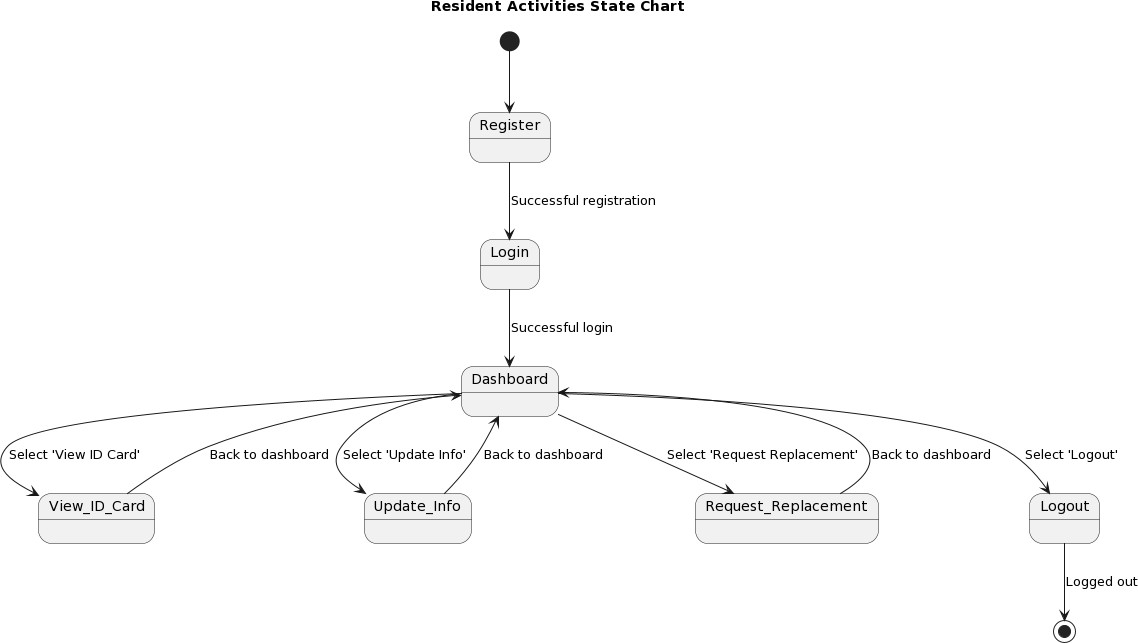 Resident Activities State Chart
Register
Successful registration
Login
Successful login
Dashboard
Select 'View ID Card'
Back to dashboard
Select 'Update Info'
Back to dashboard
Select 'Request Replacement'
Back to dashboard
Select 'Logout'
View_ID_Card
Update_Info
Request_Replacement
Logout
Logged out